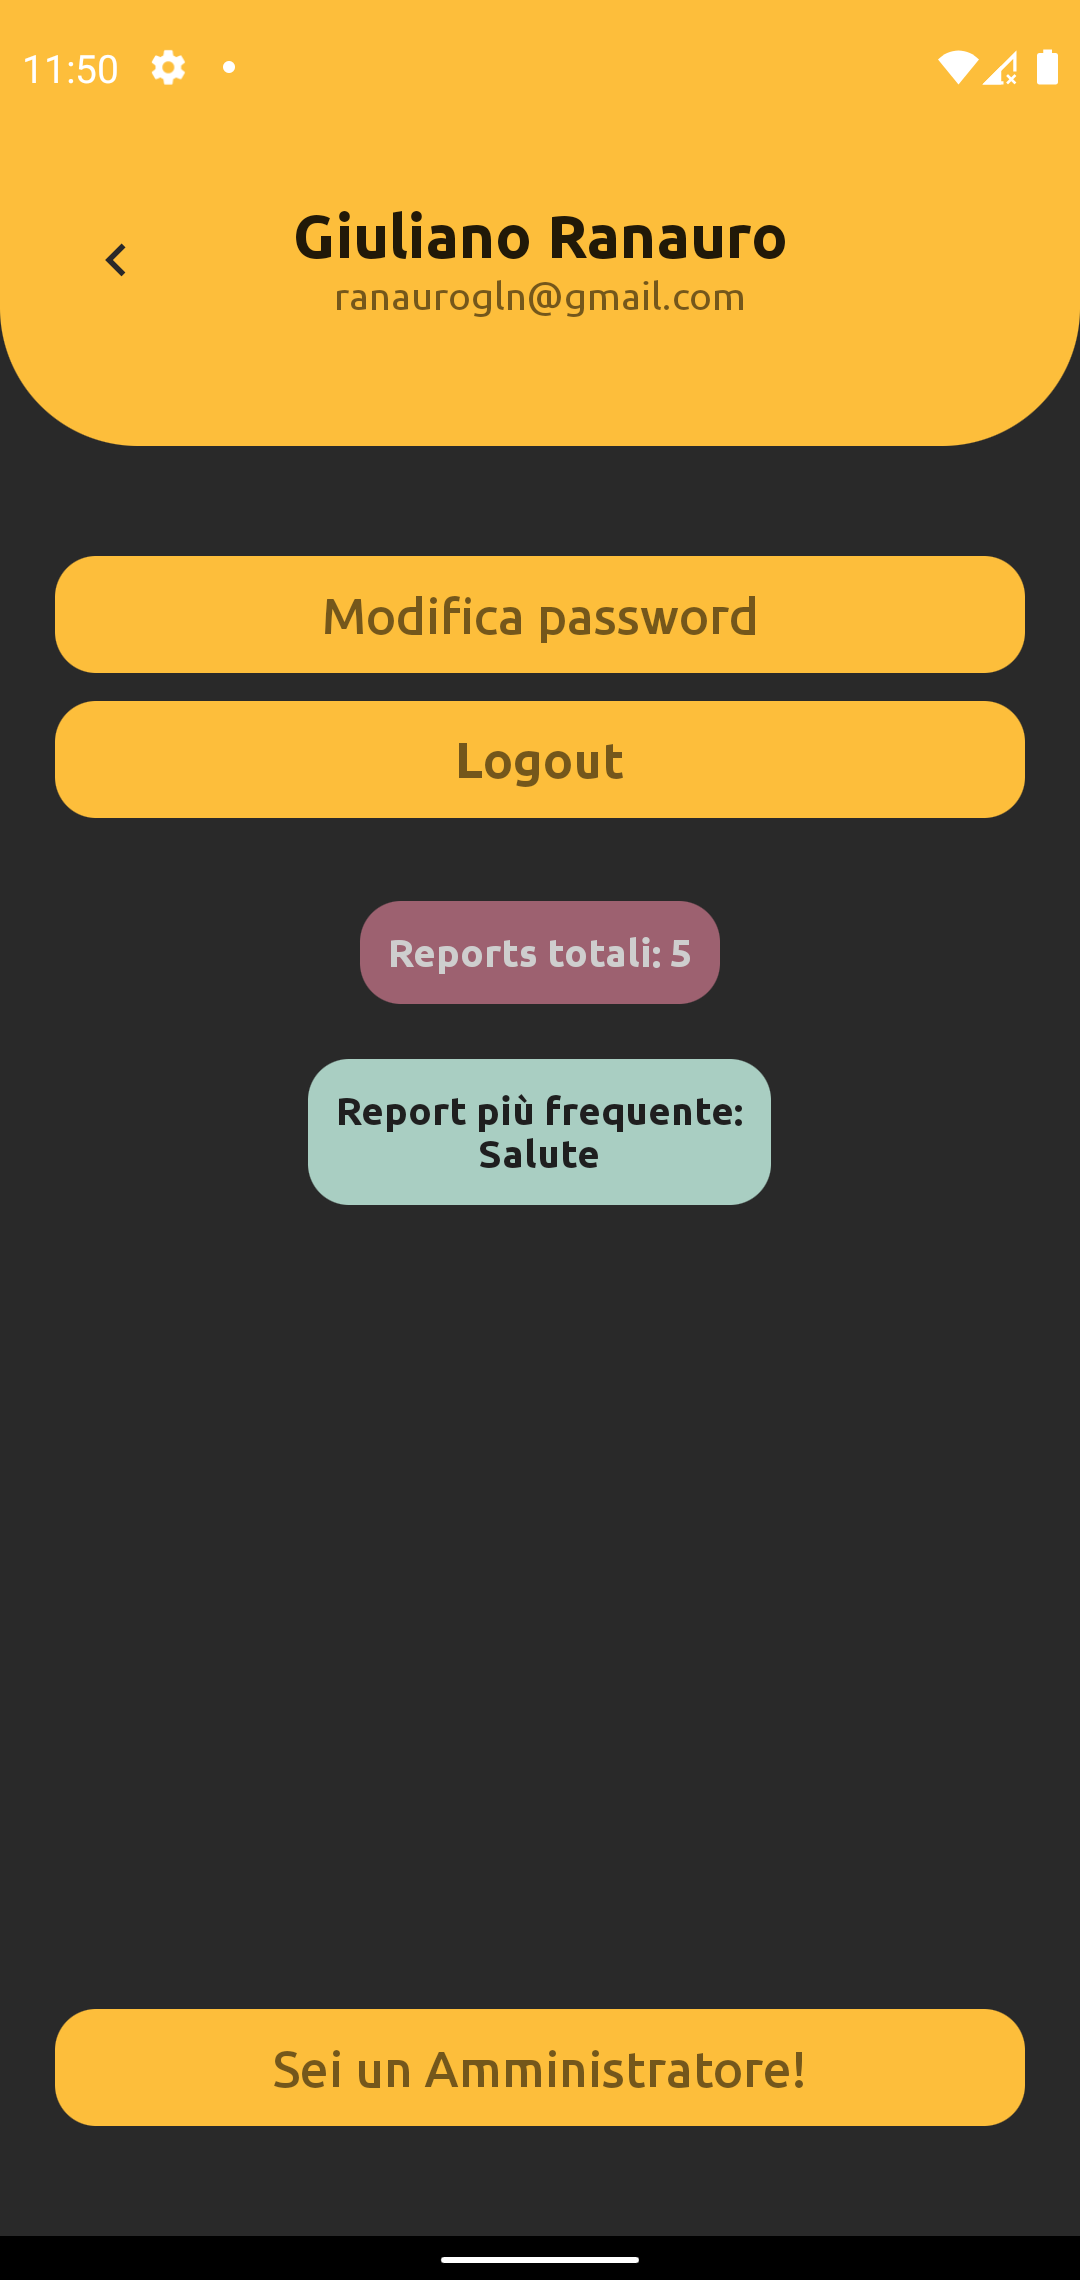 11:50
Giuliano Ranauro
ranaurogln@gmail.com
Modifica password
Logout
Reports totali: 5
Report più frequente:
Salute
Sei un Amministratore!